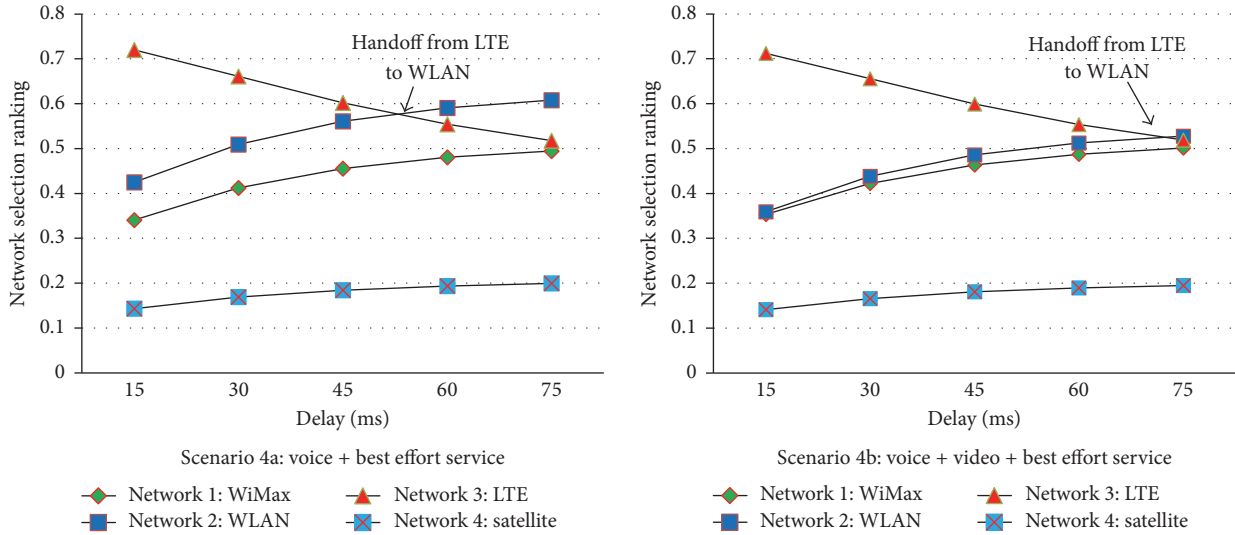 0.8
0.7
0.6
0.5
0.4
0.3
0.2
0.1
0
Network selection ranking
Handoff from LTE
to WLAN
15 30 45 60 75
Delay (ms)
Scenario 4a: voice + best effort service
Network 1: WiMax
Network 3: LTE
Network 2: WLAN
Network 4: satellite
0.8
0.7
0.6
0.5
0.4
0.3
0.2
0.1
0
Network selection ranking
Handoff from LTE
to WLAN
15 30 45 60 75
Delay (ms)
Scenario 4b: voice + video + best effort service
Network 1: WiMax
Network 3: LTE
Network 2: WLAN
Network 4: satellite